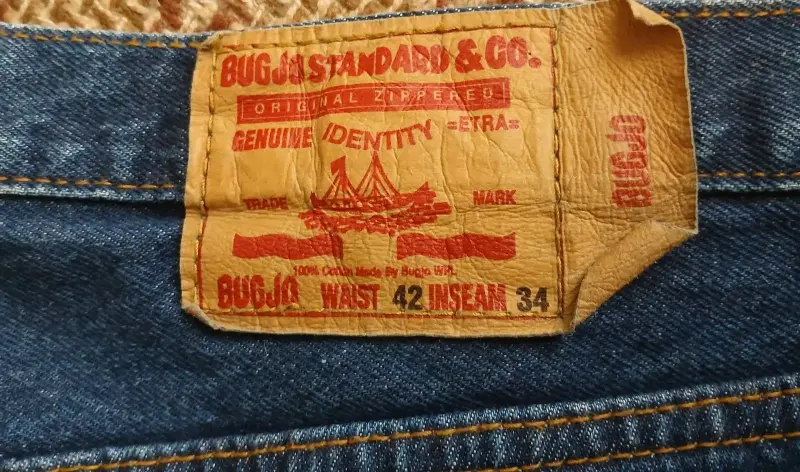 BUGJO STANDARD & CO.
ORIGINAL ZIPPERED
GENUINE IDENTITY =ETRA=
TRADE MARK
100% Cotton Made By Bugjo WPL
BUGJO WAIST 42 INSEAM 34
BUGJO